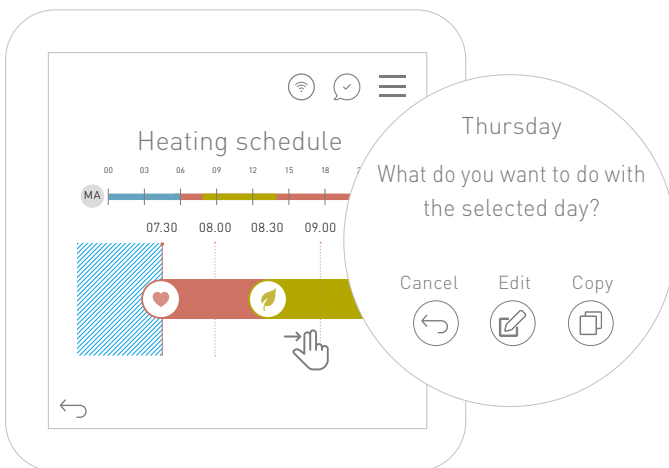 Thursday
What do you want to do with
the selected day?
Cancel Edit Copy
Heating schedule
00 03 06 09 12 15 18
MA
07.30 08.00 08.30 09.00